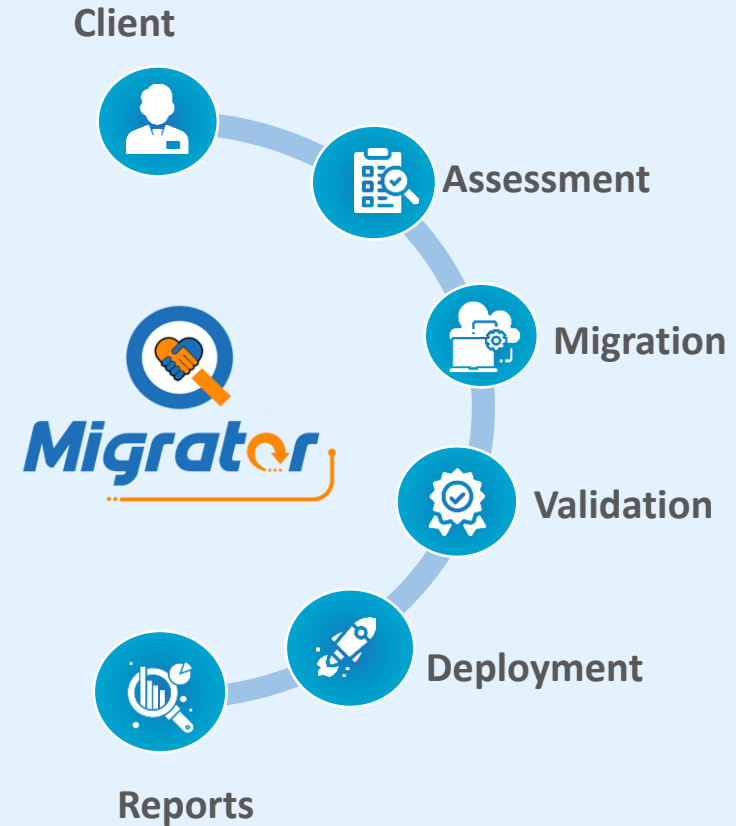 Client
Assessment
Migration
Migrator
Validation
Deployment
Reports